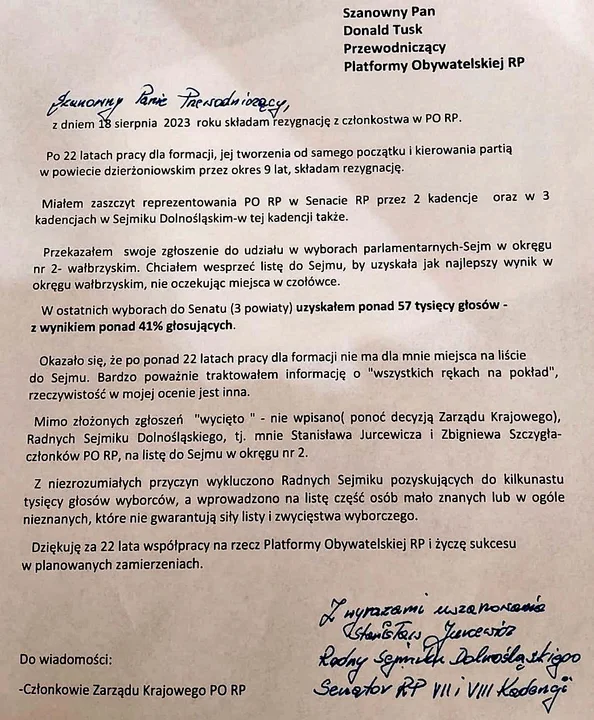 Szanowny Pan
Donald Tusk
Przewodniczący
Platformy Obywatelskiej RP
Szanowny Panie Przewodniczący,
z dniem 18 sierpnia 2023 roku składam rezygnację z członkostwa w PO RP.
Po 22 latach pracy dla formacji, jej tworzenia od samego początku i kierowania partią
w powiecie dzierżoniowskim przez okres 9 lat, składam rezygnację.
Miałem zaszczyt reprezentowania PO RP w Senacie RP przez 2 kadencje oraz w 3
kadencjach w Sejmiku Dolnośląskim-w tej kadencji także.
Przekazałem swoje zgłoszenie do udziału w wyborach parlamentarnych-Sejm w okręgu
nr 2- wałbrzyskim. Chciałem wesprzeć listę do Sejmu, by uzyskała jak najlepszy wynik w
okręgu wałbrzyskim, nie oczekując miejsca w czołówce.
W ostatnich wyborach do Senatu (3 powiaty) uzyskałem ponad 57 tysięcy głosów -
z wynikiem ponad 41% głosujących.
Okazało się, że po ponad 22 latach pracy dla formacji nie ma dla mnie miejsca na liście
do Sejmu. Bardzo poważnie traktowałem informację o "wszystkich rękach na pokład",
rzeczywistość w mojej ocenie jest inna.
Mimo złożonych zgłoszeń "wycięto " - nie wpisano( ponoć decyzją Zarządu Krajowego),
Radnych Sejmiku Dolnośląskiego, tj. mnie Stanisława Jurcewicza i Zbigniewa Szczygła-
członków PO RP, na listę do Sejmu w okręgu nr 2.
Z niezrozumiałych przyczyn wykluczono Radnych Sejmiku pozyskujących do kilkunastu
tysięcy głosów wyborców, a wprowadzono na listę część osób mało znanych lub w ogóle
nieznanych, które nie gwarantują siły listy i zwycięstwa wyborczego.
Dziękuję za 22 lata współpracy na rzecz Platformy Obywatelskiej RP i życzę sukcesu
w planowanych zamierzeniach.
Z wyrazami uszanowania
Stanisław Jurcewicz
Radny Sejmiku Dolnośląskiego
Senator RP VII i VIII Kadencji
Do wiadomości:
-Członkowie Zarządu Krajowego PO RP